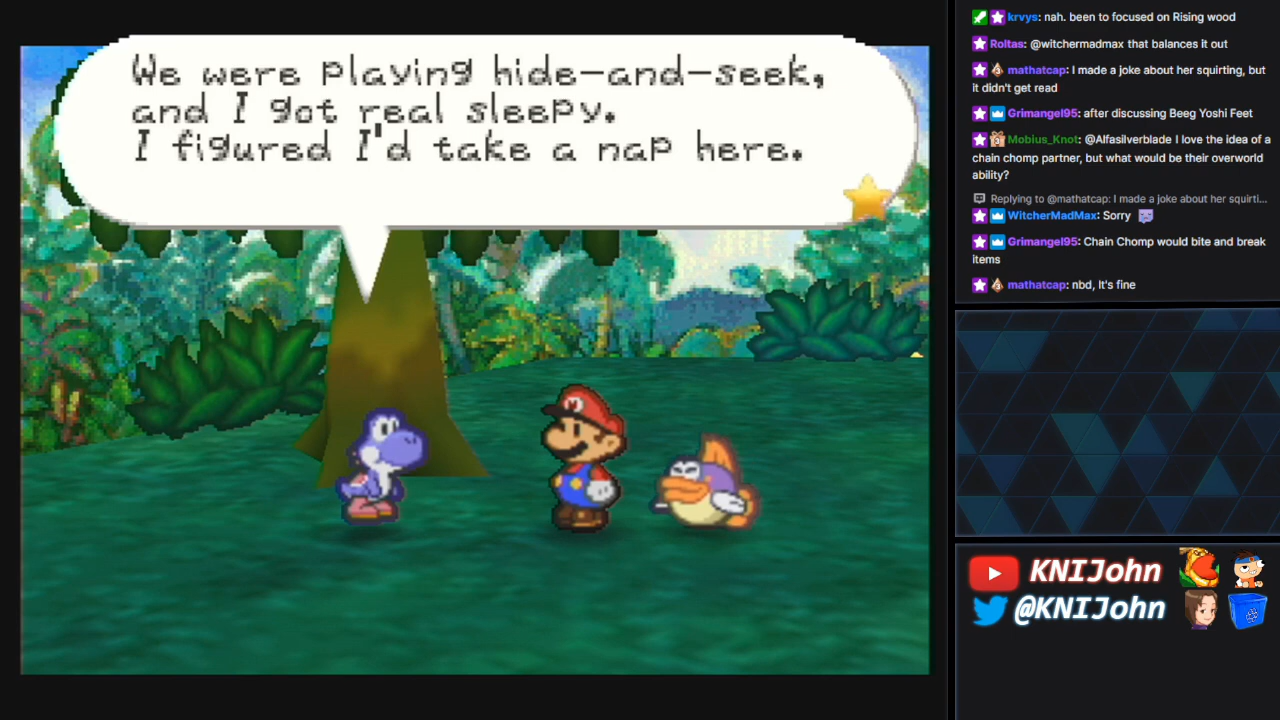 We were playing hide-and-seek,
and I got real sleepy.
I figured I'd take a nap here.
krvys: nah. been to focused on Rising wood
Roltas: @witchermadmax that balances it out
mathatcap: I made a joke about her squirting, but
it didn't get read
Grimangel95: after discussing Beeg Yoshi Feet
Mobius_Knot: @Alfasilverblade I love the idea of a
chain chomp partner, but what would be their overworld
ability?
Replying to @mathatcap: I made a joke about her squirti...
WitcherMadMax: Sorry
Grimangel95: Chain Chomp would bite and break
items
mathatcap: nbd, It's fine
KNIJohn
@KNIJohn